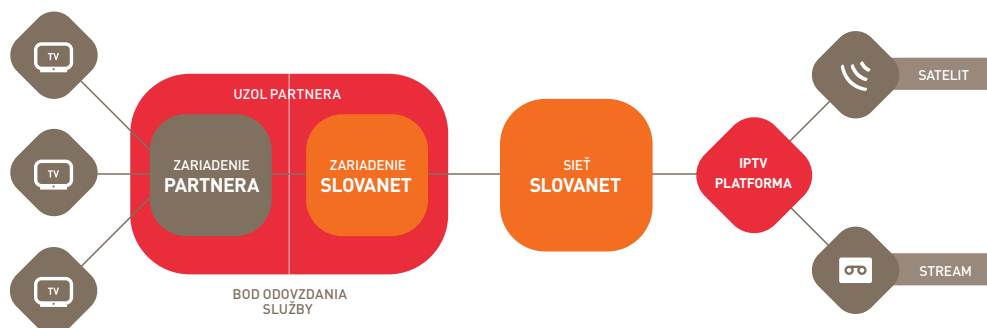 TV
TV
TV
UZOL PARTNERA
ZARIADENIE
PARTNERA
ZARIADENIE
SLOVANET
BOD ODOVZDANIA
SLUŽBY
SIEŤ
SLOVANET
IPTV
PLATFORMA
SATELIT
STREAM